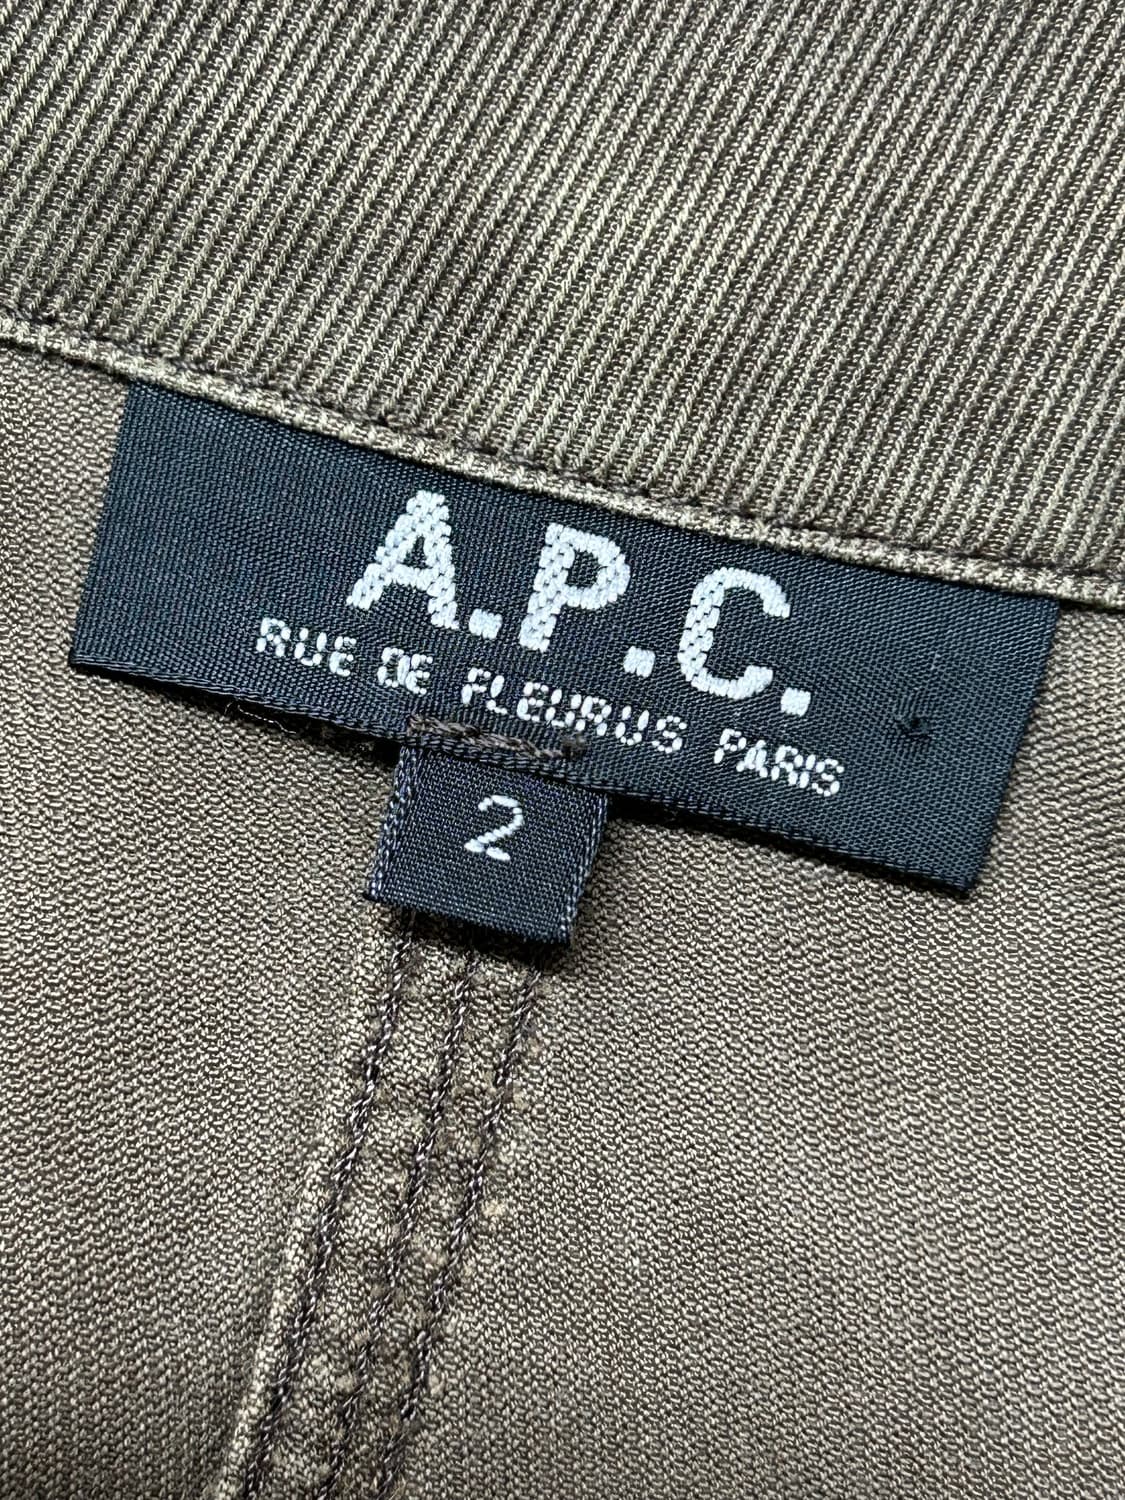 A.P.C.
RUE DE FLEURUS PARIS
2